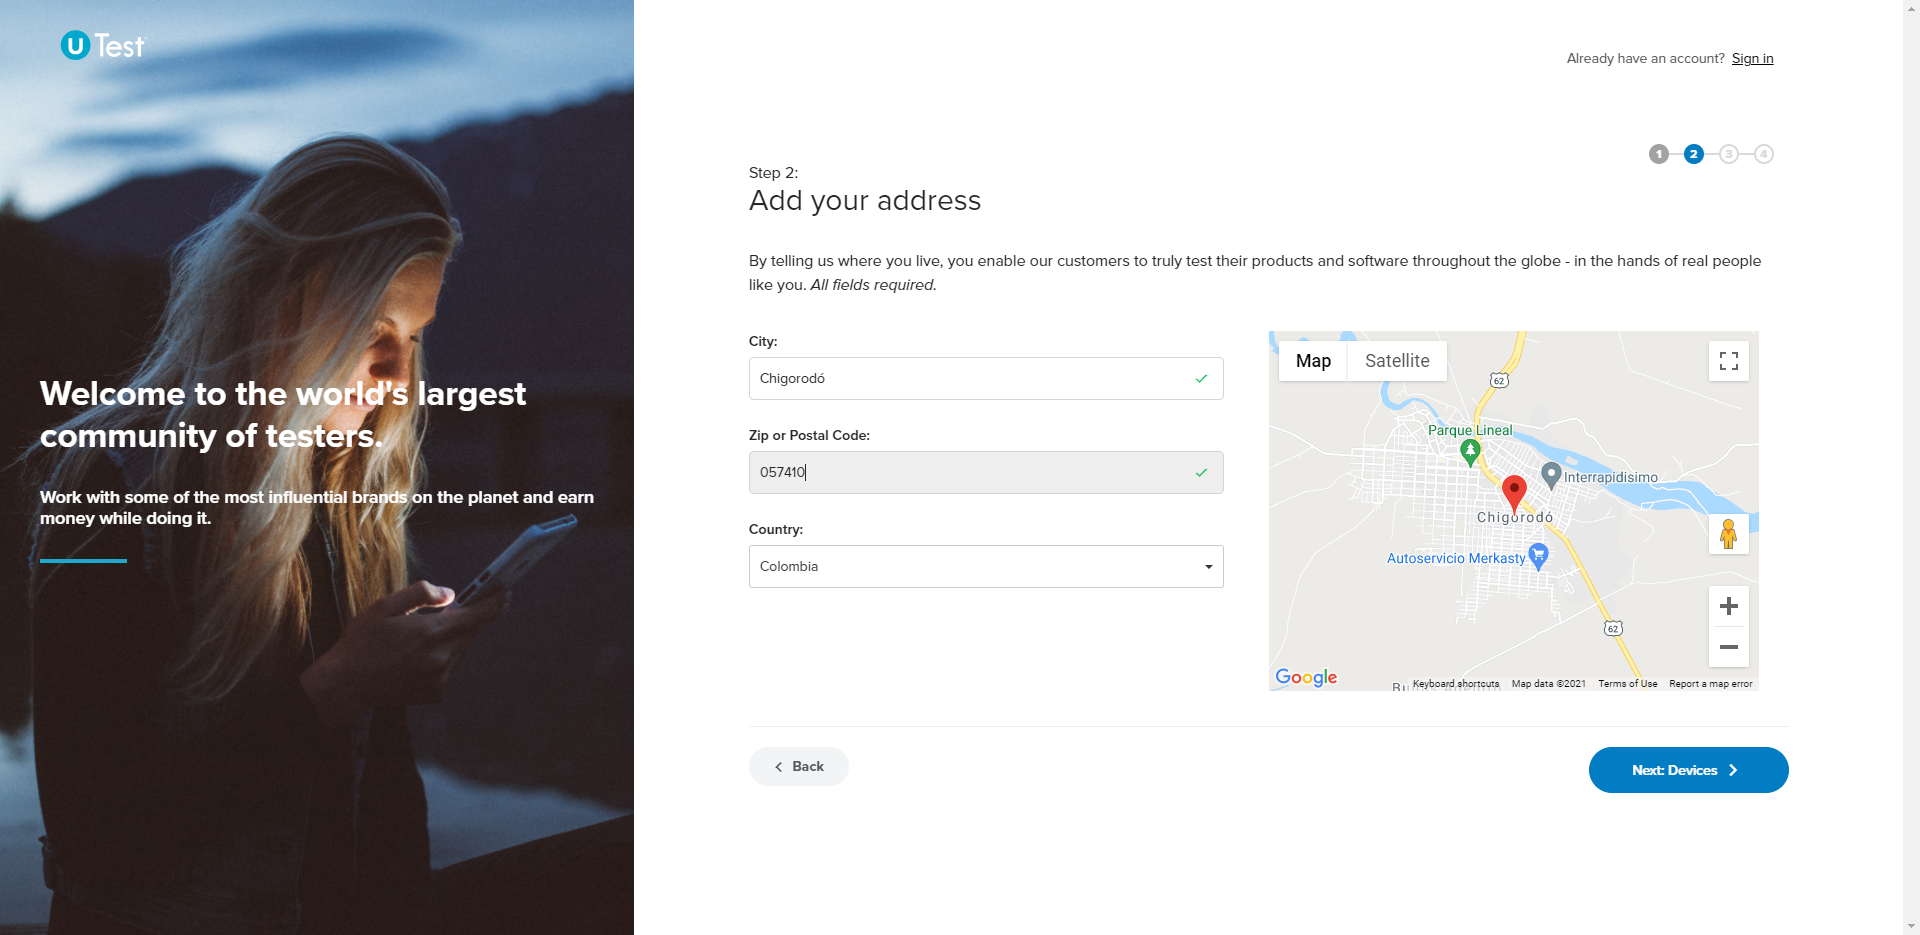 U Test
Already have an account? Sign in
1 2 3 4
Step 2:
Add your address
By telling us where you live, you enable our customers to truly test their products and software throughout the globe - in the hands of real people
like you. All fields required.
City:
Chigorodó
Zip or Postal Code:
057410
Country:
Colombia
Map Satellite
62
Parque Lineal
Interrapidisimo
Chigorodó
Autoservicio Merkasty
62
Google
Keyboard shortcuts Map data ©2021 Terms of Use Report a map error
Back
Next: Devices
Welcome to the world's largest
community of testers.
Work with some of the most influential brands on the planet and earn
money while doing it.